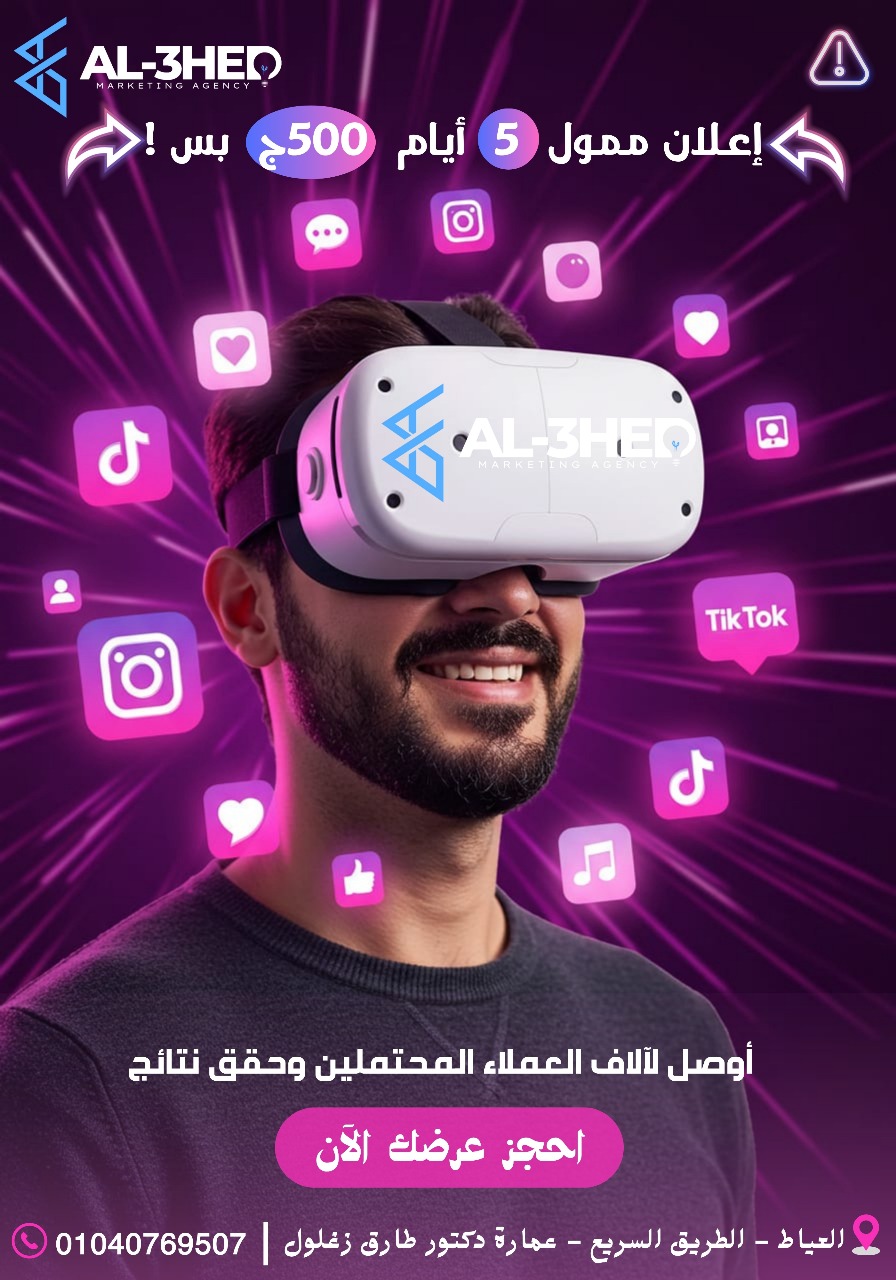 AL-3HED
MARKETING AGENCY
إعلان ممول 5 أيام 500ج بس !
AL-3HED
MARKETING AGENCY
TikTok
أوصل لآلاف العملاء المحتملين وحقق نتائج
احجز عرضك الآن
العياط - الطريق السريع - عمارة دكتور طارق زغلول | 01040769507